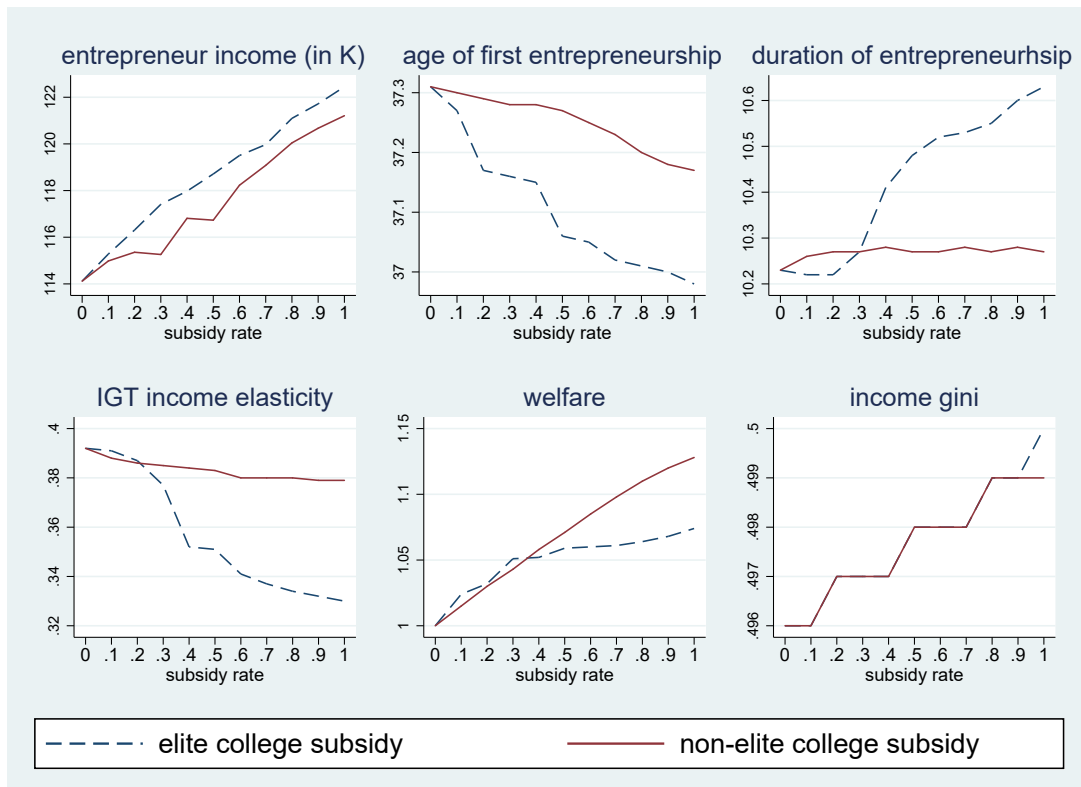 entrepreneur income (in K)
122
120
118
116
114
0 .1 .2 .3 .4 .5 .6 .7 .8 .9 1
subsidy rate
age of first entrepreneurship
37.3
37.2
37.1
37
0 .1 .2 .3 .4 .5 .6 .7 .8 .9 1
subsidy rate
duration of entrepreneurhsip
10.6
10.5
10.4
10.3
10.2
0 .1 .2 .3 .4 .5 .6 .7 .8 .9 1
subsidy rate
IGT income elasticity
.4
.38
.36
.34
.32
0 .1 .2 .3 .4 .5 .6 .7 .8 .9 1
subsidy rate
welfare
1.15
1.1
1.05
1
0 .1 .2 .3 .4 .5 .6 .7 .8 .9 1
subsidy rate
income gini
.5
.499
.498
.497
.496
0 .1 .2 .3 .4 .5 .6 .7 .8 .9 1
subsidy rate
elite college subsidy
non-elite college subsidy